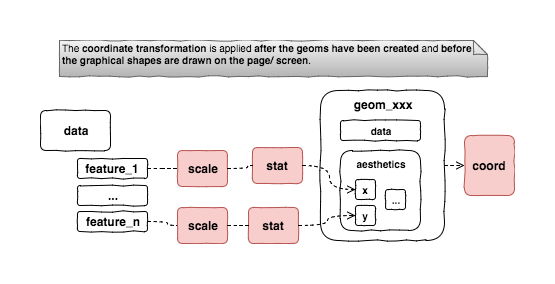 The coordinate transformation is applied after the geoms have been created and before
the graphical shapes are drawn on the page/ screen.
geom_xxx
data
data
aesthetics
feature_1
scale
stat
coord
x
...
...
feature_n
scale
stat
y